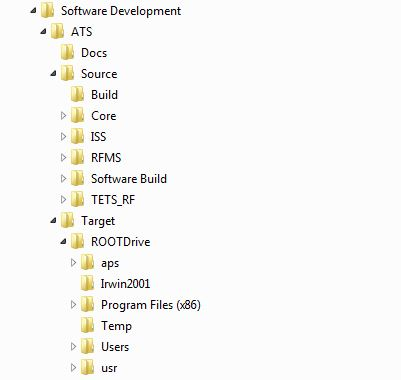 Software Development
ATS
Docs
Source
Build
Core
ISS
RFMS
Software Build
TETS_RF
Target
ROOTDrive
aps
Irwin2001
Program Files (x86)
Temp
Users
usr